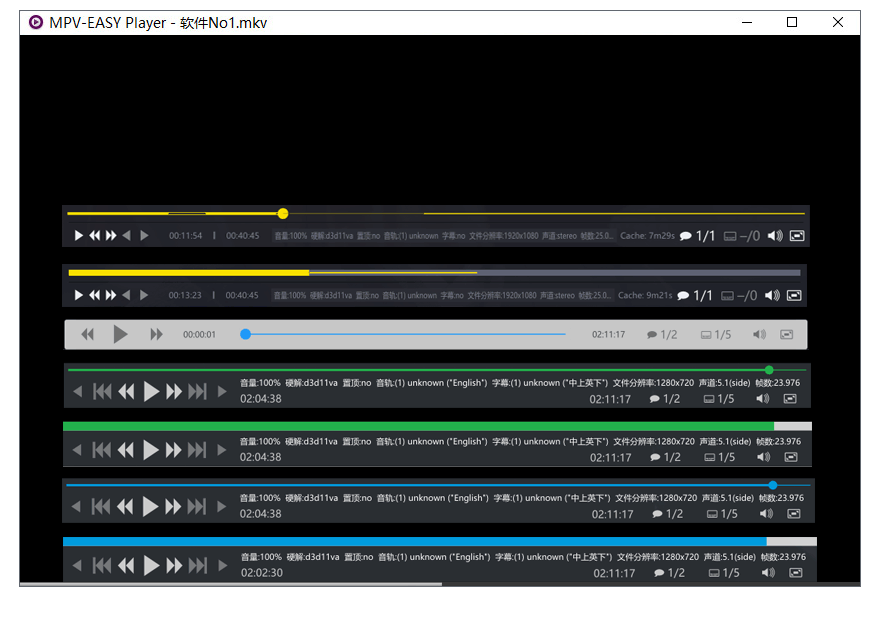 MPV-EASY Player - 软件No1.mkv
00:11:54 | 00:40:45 音量:100% 硬解:d3d11va 置顶:no 音轨:(1) unknown 字幕:no 文件分辨率:1920x1080 声道:stereo 帧数:25.0... Cache: 7m29s 1/1 –/0
00:13:23 | 00:40:45 音量:100% 硬解:d3d11va 置顶:no 音轨:(1) unknown 字幕:no 文件分辨率:1920x1080 声道:stereo 帧数:25.0... Cache: 9m21s 1/1 –/0
00:00:01 02:11:17 1/2 1/5
音量:100% 硬解:d3d11va 置顶:no 音轨:(1) unknown ("English") 字幕:(1) unknown ("中上英下") 文件分辨率:1280x720 声道:5.1(side) 帧数:23.976
02:04:38 02:11:17 1/2 1/5
音量:100% 硬解:d3d11va 置顶:no 音轨:(1) unknown ("English") 字幕:(1) unknown ("中上英下") 文件分辨率:1280x720 声道:5.1(side) 帧数:23.976
02:04:38 02:11:17 1/2 1/5
音量:100% 硬解:d3d11va 置顶:no 音轨:(1) unknown ("English") 字幕:(1) unknown ("中上英下") 文件分辨率:1280x720 声道:5.1(side) 帧数:23.976
02:04:38 02:11:17 1/2 1/5
音量:100% 硬解:d3d11va 置顶:no 音轨:(1) unknown ("English") 字幕:(1) unknown ("中上英下") 文件分辨率:1280x720 声道:5.1(side) 帧数:23.976
02:02:30 02:11:17 1/2 1/5